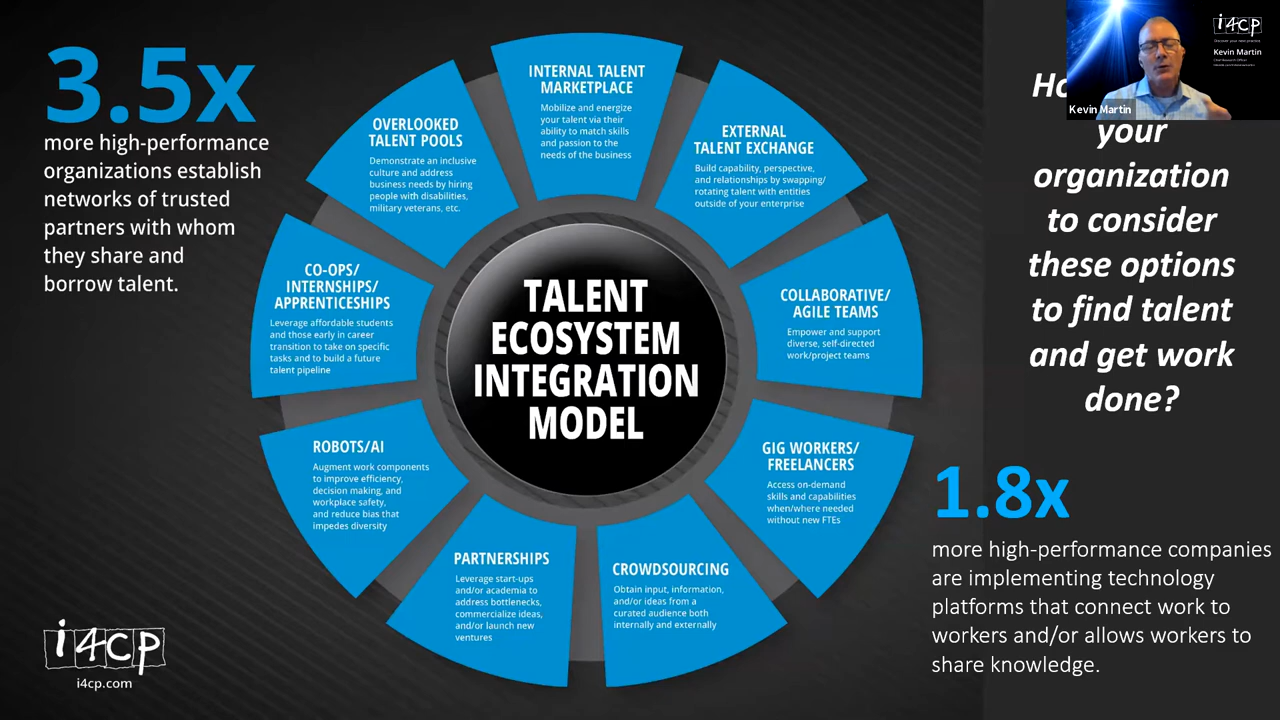 3.5x
more high-performance
organizations establish
networks of trusted
partners with whom
they share and
borrow talent.
INTERNAL TALENT
MARKETPLACE
Mobilize and energize
your talent via their
ability to match skills
and passion to the
needs of the business
EXTERNAL
TALENT EXCHANGE
Build capability, perspective,
and relationships by swapping/
rotating talent with entities
outside of your enterprise
COLLABORATIVE/
AGILE TEAMS
Empower and support
diverse, self-directed
work/project teams
GIG WORKERS/
FREELANCERS
Access on-demand
skills and capabilities
when/where needed
without new FTEs
CROWDSOURCING
Obtain input, information,
and/or ideas from a
curated audience both
internally and externally
PARTNERSHIPS
Leverage start-ups
and/or academia to
address bottlenecks,
commercialize ideas,
and/or launch new
ventures
ROBOTS/AI
Augment work components
to improve efficiency,
decision making, and
workplace safety,
and reduce bias that
impedes diversity
CO-OPS/
INTERNSHIPS/
APPRENTICESHIPS
Leverage affordable students
and those early in career
transition to take on specific
tasks and to build a future
talent pipeline
OVERLOOKED
TALENT POOLS
Demonstrate an inclusive
culture and address
business needs by hiring
people with disabilities,
military veterans, etc.
TALENT
ECOSYSTEM
INTEGRATION
MODEL
i4cp
Kevin Martin
Chief Research Officer
Kevin Martin
your
organization
to consider
these options
to find talent
and get work
done?
1.8x
more high-performance companies
are implementing technology
platforms that connect work to
workers and/or allows workers to
share knowledge.
i4cp
i4cp.com